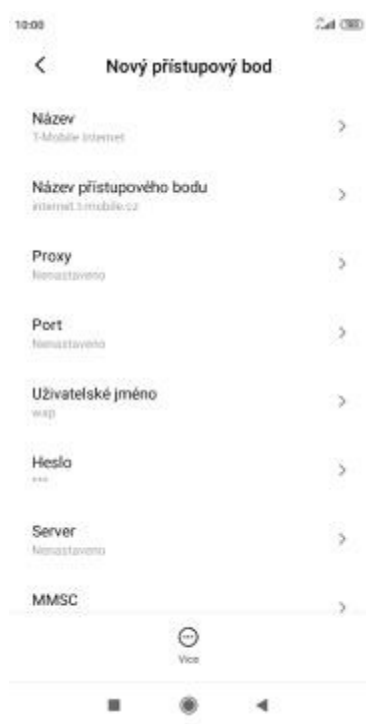 10:00
Nový přístupový bod
Název
T-Mobile Internet
Název přístupového bodu
internet.t-mobile.cz
Proxy
Nenastaveno
Port
Nenastaveno
Uživatelské jméno
wap
Heslo
***
Server
Nenastaveno
MMSC
Více